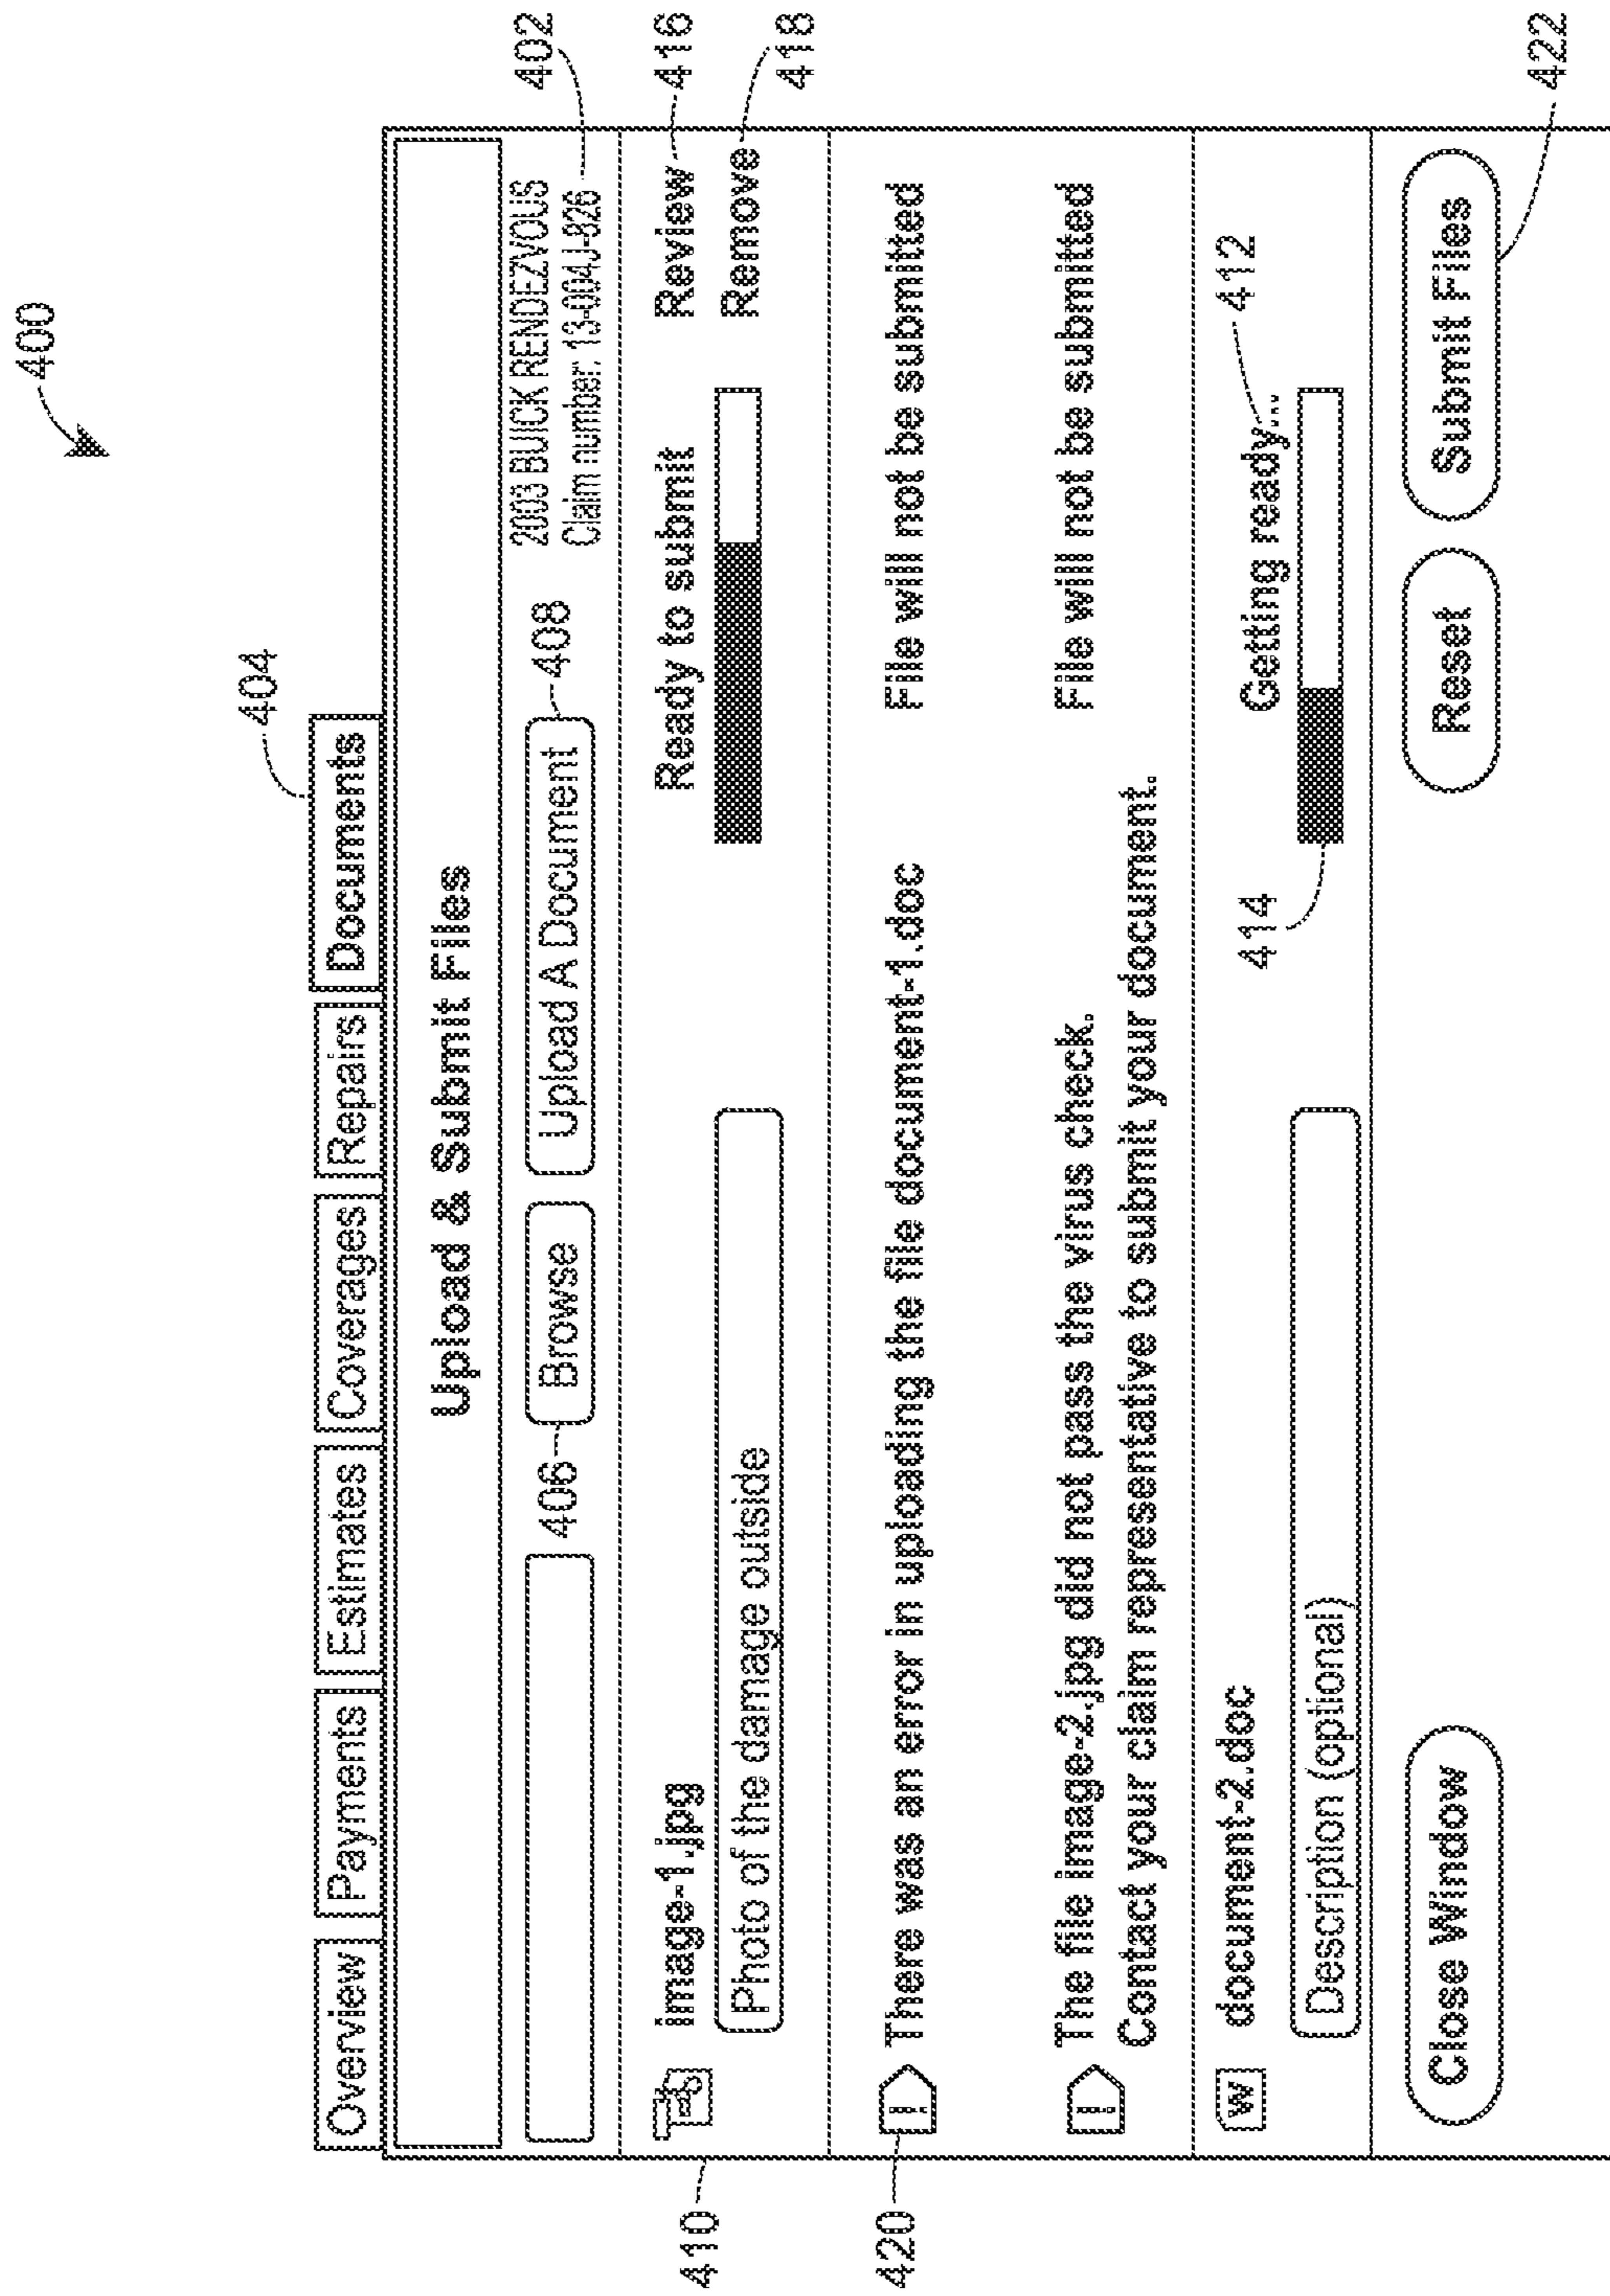 400
404
Overview Payments Estimates Coverages Repairs Documents
Upload & Submit Files
406 Browse Upload A Document 408
2003 BUICK RENDEZVOUS
Claim number: 13-004J-826 402
410
image-1.jpg Ready to submit Review 416
Photo of the damage outside Remove 418
420
! There was an error in uploading the file document-1.doc File will not be submitted
! The file image-2.jpg did not pass the virus check. File will not be submitted
Contact your claim representative to submit your document.
W document-2.doc Getting ready... 412
Description (optional) 414
Close Window Reset Submit Files
422